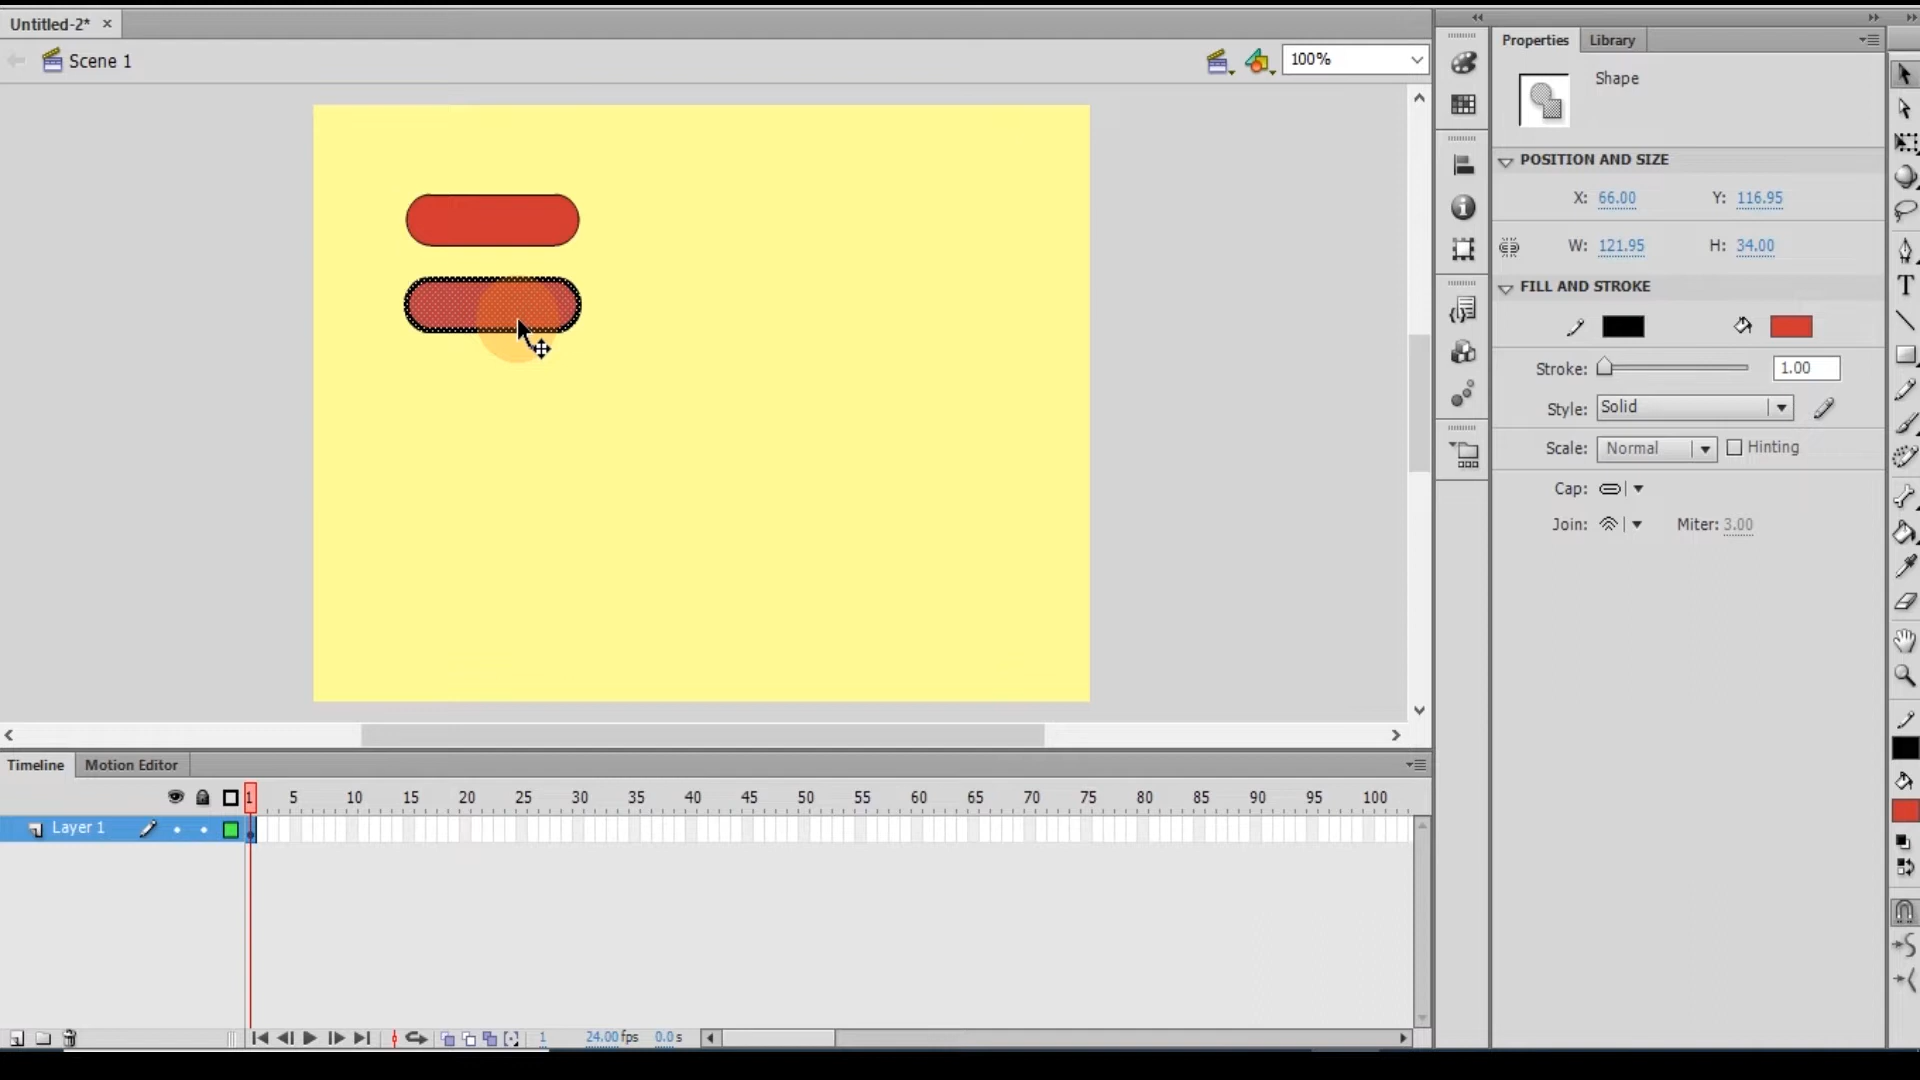 Untitled-2* ×
Scene 1
100%
Properties Library
Shape
POSITION AND SIZE
X: 66.00 Y: 116.95
W: 121.95 H: 34.00
FILL AND STROKE
Stroke: 1.00
Style: Solid
Scale: Normal Hinting
Cap:
Join: Miter: 3.00
Timeline Motion Editor
1 5 10 15 20 25 30 35 40 45 50 55 60 65 70 75 80 85 90 95 100
Layer 1
1 24.00 fps 0.0 s